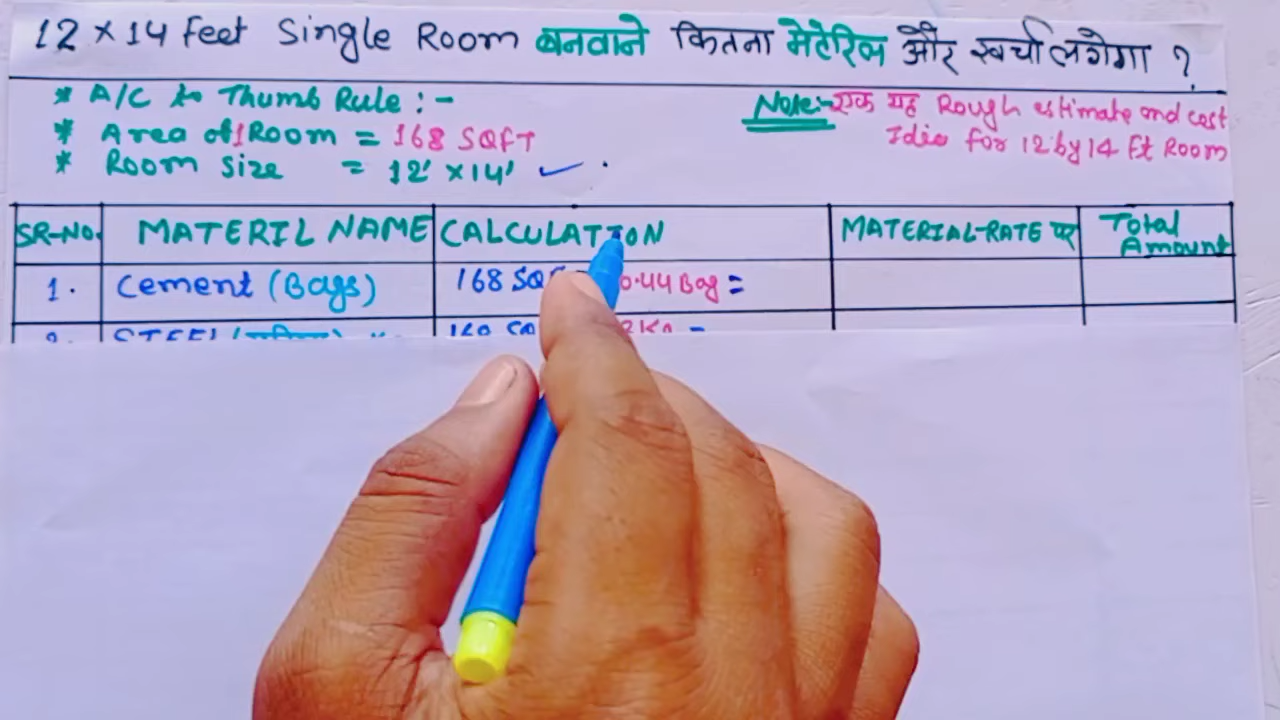 12 × 14 Feet Single Room बनवाने कितना मेटेरिल और खर्चा लगेगा ?
* A/C to Thumb Rule :-
* Area of 1 Room = 168 SQFT
* Room Size = 12' × 14'
Note:- एक यह Rough estimate and cost
Idia for 12 by 14 Ft Room
SR-NO. MATERIL NAME CALCULATION MATERIAL-RATE पर Total Amount
1. Cement (Bags) 168 0.44 Bag =